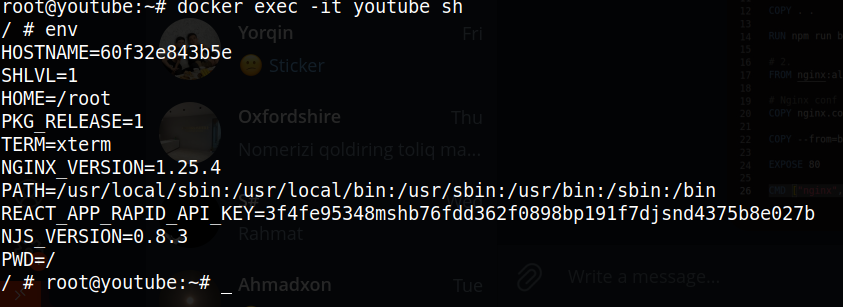 root@youtube:~# docker exec -it youtube sh
/ # env
HOSTNAME=60f32e843b5e
SHLVL=1
HOME=/root
PKG_RELEASE=1
TERM=xterm
NGINX_VERSION=1.25.4
PATH=/usr/local/sbin:/usr/local/bin:/usr/sbin:/usr/bin:/sbin:/bin
REACT_APP_RAPID_API_KEY=3f4fe95348mshb76fdd362f0898bp191f7djsnd4375b8e027b
NJS_VERSION=0.8.3
PWD=/
/ # root@youtube:~# _
Yorqin
Fri
Sticker
Oxfordshire
Thu
Nomerizi qoldiring toliq ma...
Rahmat
Ahmadxon
Tue
Write a message...
12 COPY . .
13
14 RUN npm run b
15
16 # 2.
17 FROM nginx:al
18
19 # Nginx conf
20 COPY nginx.co
21
22 COPY --from=b
23
24 EXPOSE 80
25
26 CMD ["nginx",